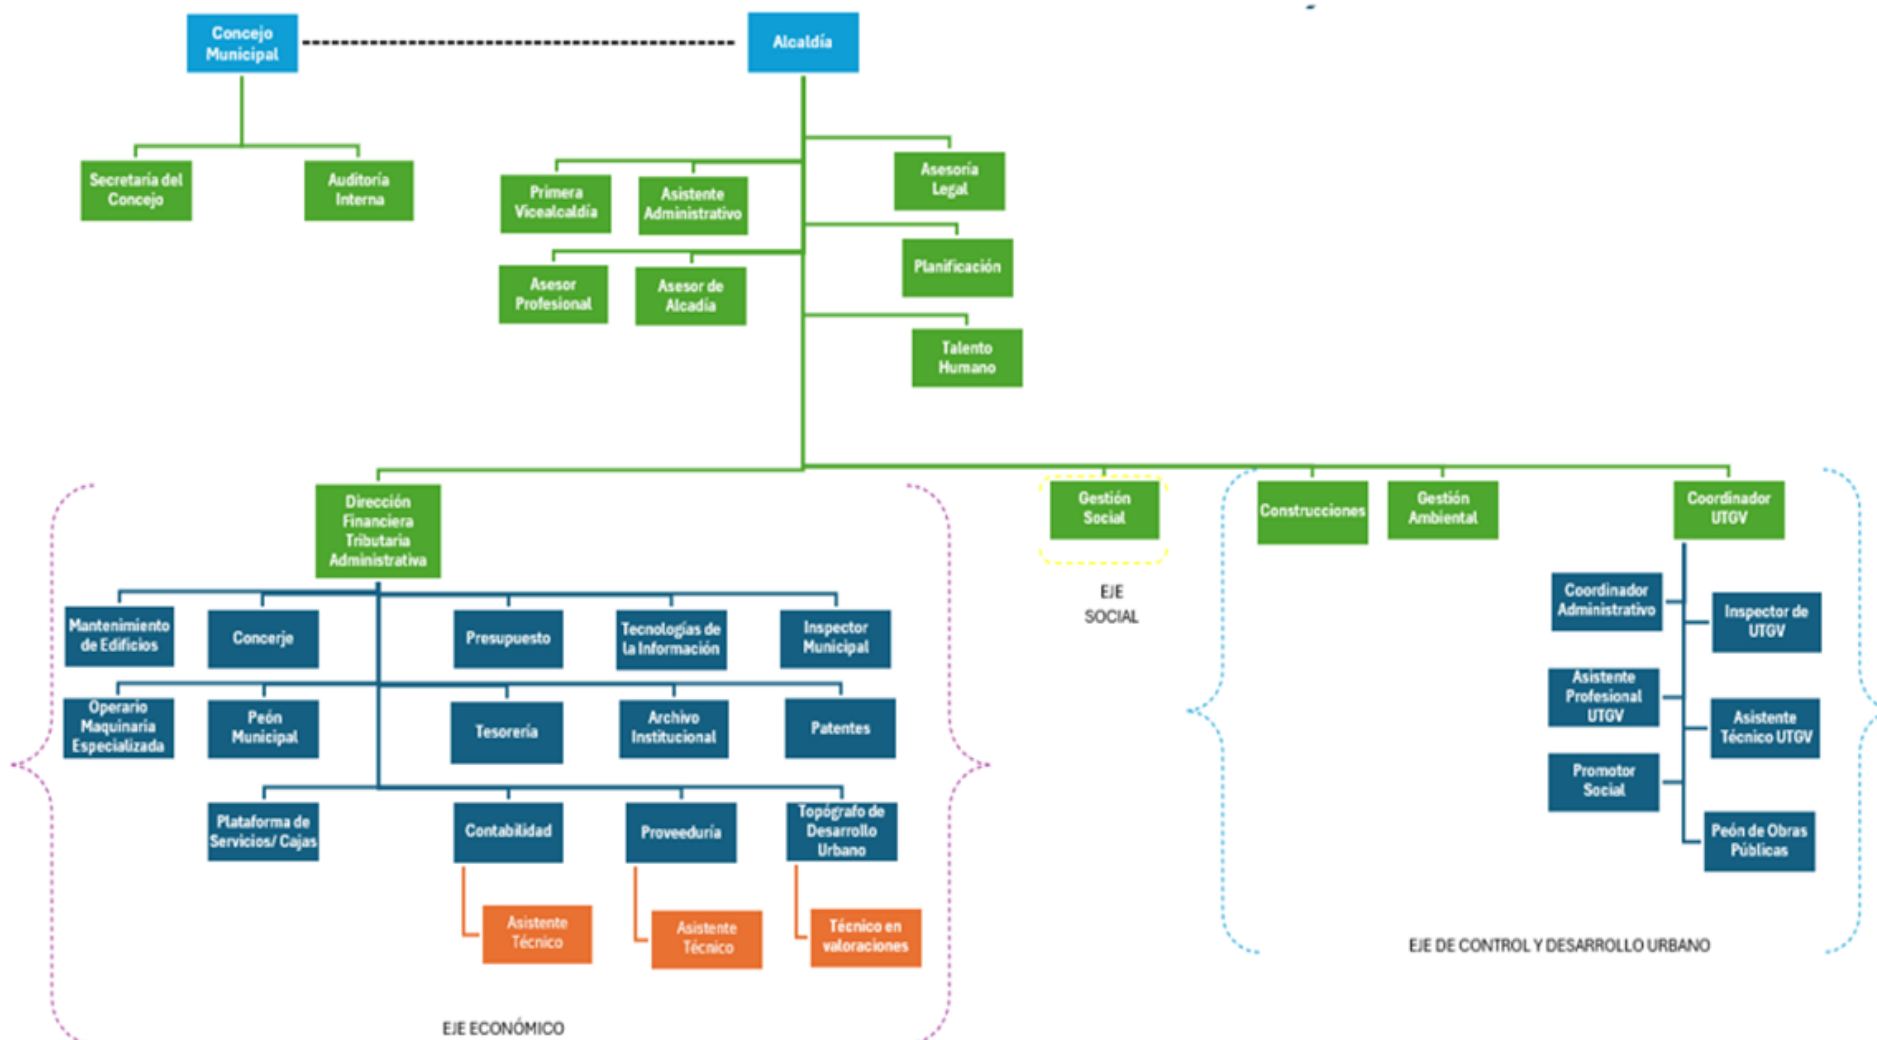 Concejo
Municipal
Alcaldía
Secretaría del
Concejo
Auditoría
Interna
Primera
Vicealcaldía
Asistente
Administrativo
Asesoría
Legal
Asesor
Profesional
Asesor de
Alcadía
Planificación
Talento
Humano
Dirección
Financiera
Tributaria
Administrativa
Gestión
Social
Construcciones
Gestión
Ambiental
Coordinador
UTGV
EJE
SOCIAL
Mantenimiento
de Edificios
Concerje
Presupuesto
Tecnologías de
la Información
Inspector
Municipal
Operario
Maquinaria
Especializada
Peón
Municipal
Tesorería
Archivo
Institucional
Patentes
Plataforma de
Servicios/ Cajas
Contabilidad
Proveeduría
Topógrafo de
Desarrollo
Urbano
Asistente
Técnico
Asistente
Técnico
Técnico en
valoraciones
EJE ECONÓMICO
Coordinador
Administrativo
Inspector de
UTGV
Asistente
Profesional
UTGV
Asistente
Técnico UTGV
Promotor
Social
Peón de Obras
Públicas
EJE DE CONTROL Y DESARROLLO URBANO